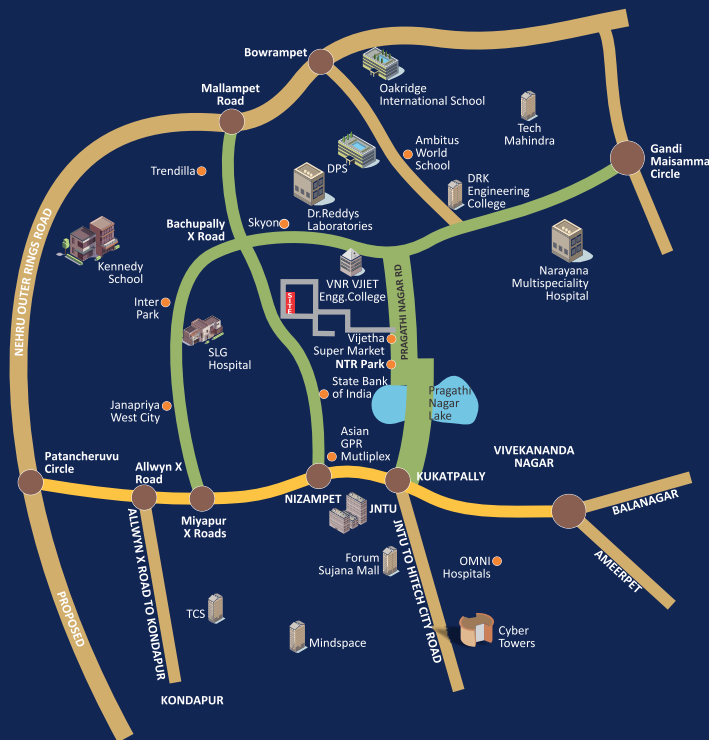 Bowrampet
Oakridge
International School
Mallampet
Road
Tech
Mahindra
Ambitus
World
School
Gandi
Maisamma
Circle
Trendilla
DPS
DRK
Engineering
College
Dr.Reddys
Laboratories
Skyon
Bachupally
X Road
NEHRU OUTER RINGS ROAD
Kennedy
School
VNR VJIET
Engg.College
Narayana
Multispeciality
Hospital
PRAGATHI NAGAR RD
SITE
Inter
Park
SLG
Hospital
Vijetha
Super Market
NTR Park
State Bank
of India
Pragathi
Nagar
Lake
Janapriya
West City
Asian
GPR
Mutliplex
VIVEKANANDA
NAGAR
Patancheruvu
Circle
Allwyn X
Road
KUKATPALLY
NIZAMPET
Miyapur
X Roads
JNTU
BALANAGAR
AMEERPET
ALLWYN X ROAD TO KONDAPUR
JNTU TO HITECH CITY ROAD
Forum
Sujana Mall
OMNI
Hospitals
PROPOSED
TCS
Mindspace
Cyber
Towers
KONDAPUR